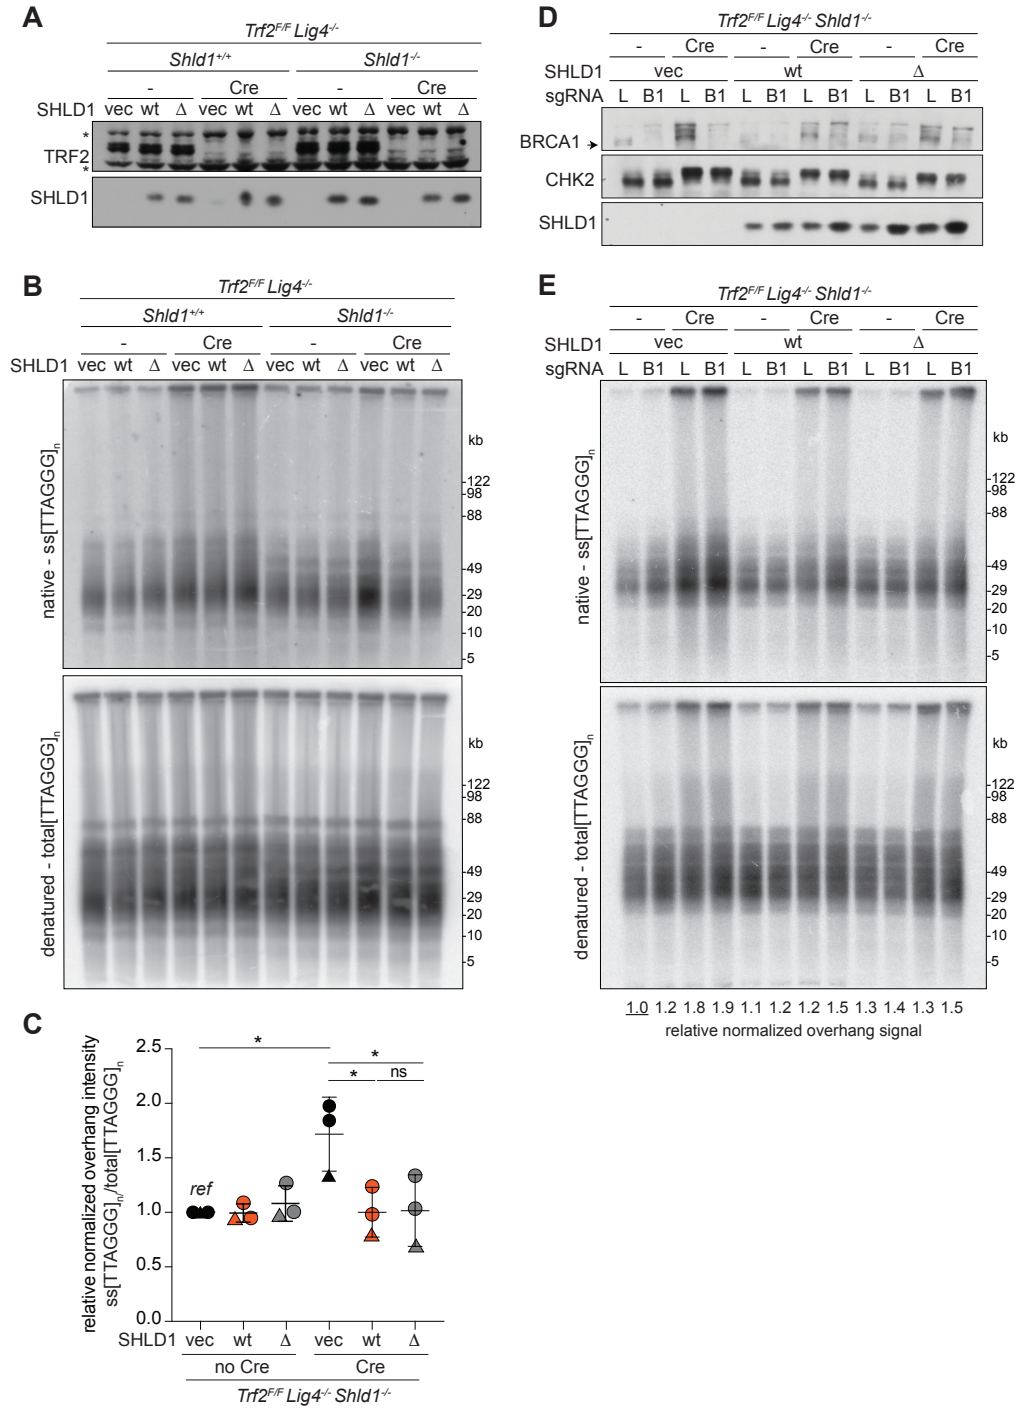 A
Trf2F/F Lig4-/-
Shld1+/+ Shld1-/-
- Cre - Cre
SHLD1 vec wt Δ vec wt Δ vec wt Δ vec wt Δ
*
TRF2
*
SHLD1
B
Trf2F/F Lig4-/-
Shld1+/+ Shld1-/-
- Cre - Cre
SHLD1 vec wt Δ vec wt Δ vec wt Δ vec wt Δ
native - ss[TTAGGG]n
kb
-122
-98
-88
-49
-29
-20
-10
-5
denatured - total[TTAGGG]n
kb
-122
-98
-88
-49
-29
-20
-10
-5
C
relative normalized overhang intensity
ss[TTAGGG]n/total[TTAGGG]n
2.5
2.0
1.5
1.0
0.5
0.0
ref
*
*
* ns
SHLD1 vec wt Δ vec wt Δ
no Cre Cre
Trf2F/F Lig4-/- Shld1-/-
D
Trf2F/F Lig4-/- Shld1-/-
- Cre - Cre - Cre
SHLD1 vec wt Δ
sgRNA L B1 L B1 L B1 L B1 L B1 L B1
BRCA1
CHK2
SHLD1
E
Trf2F/F Lig4-/- Shld1-/-
- Cre - Cre - Cre
SHLD1 vec wt Δ
sgRNA L B1 L B1 L B1 L B1 L B1 L B1
native - ss[TTAGGG]n
kb
-122
-98
-88
-49
-29
-20
-10
-5
denatured - total[TTAGGG]n
kb
-122
-98
-88
-49
-29
-20
-10
-5
1.0 1.2 1.8 1.9 1.1 1.2 1.2 1.5 1.3 1.4 1.3 1.5
relative normalized overhang signal